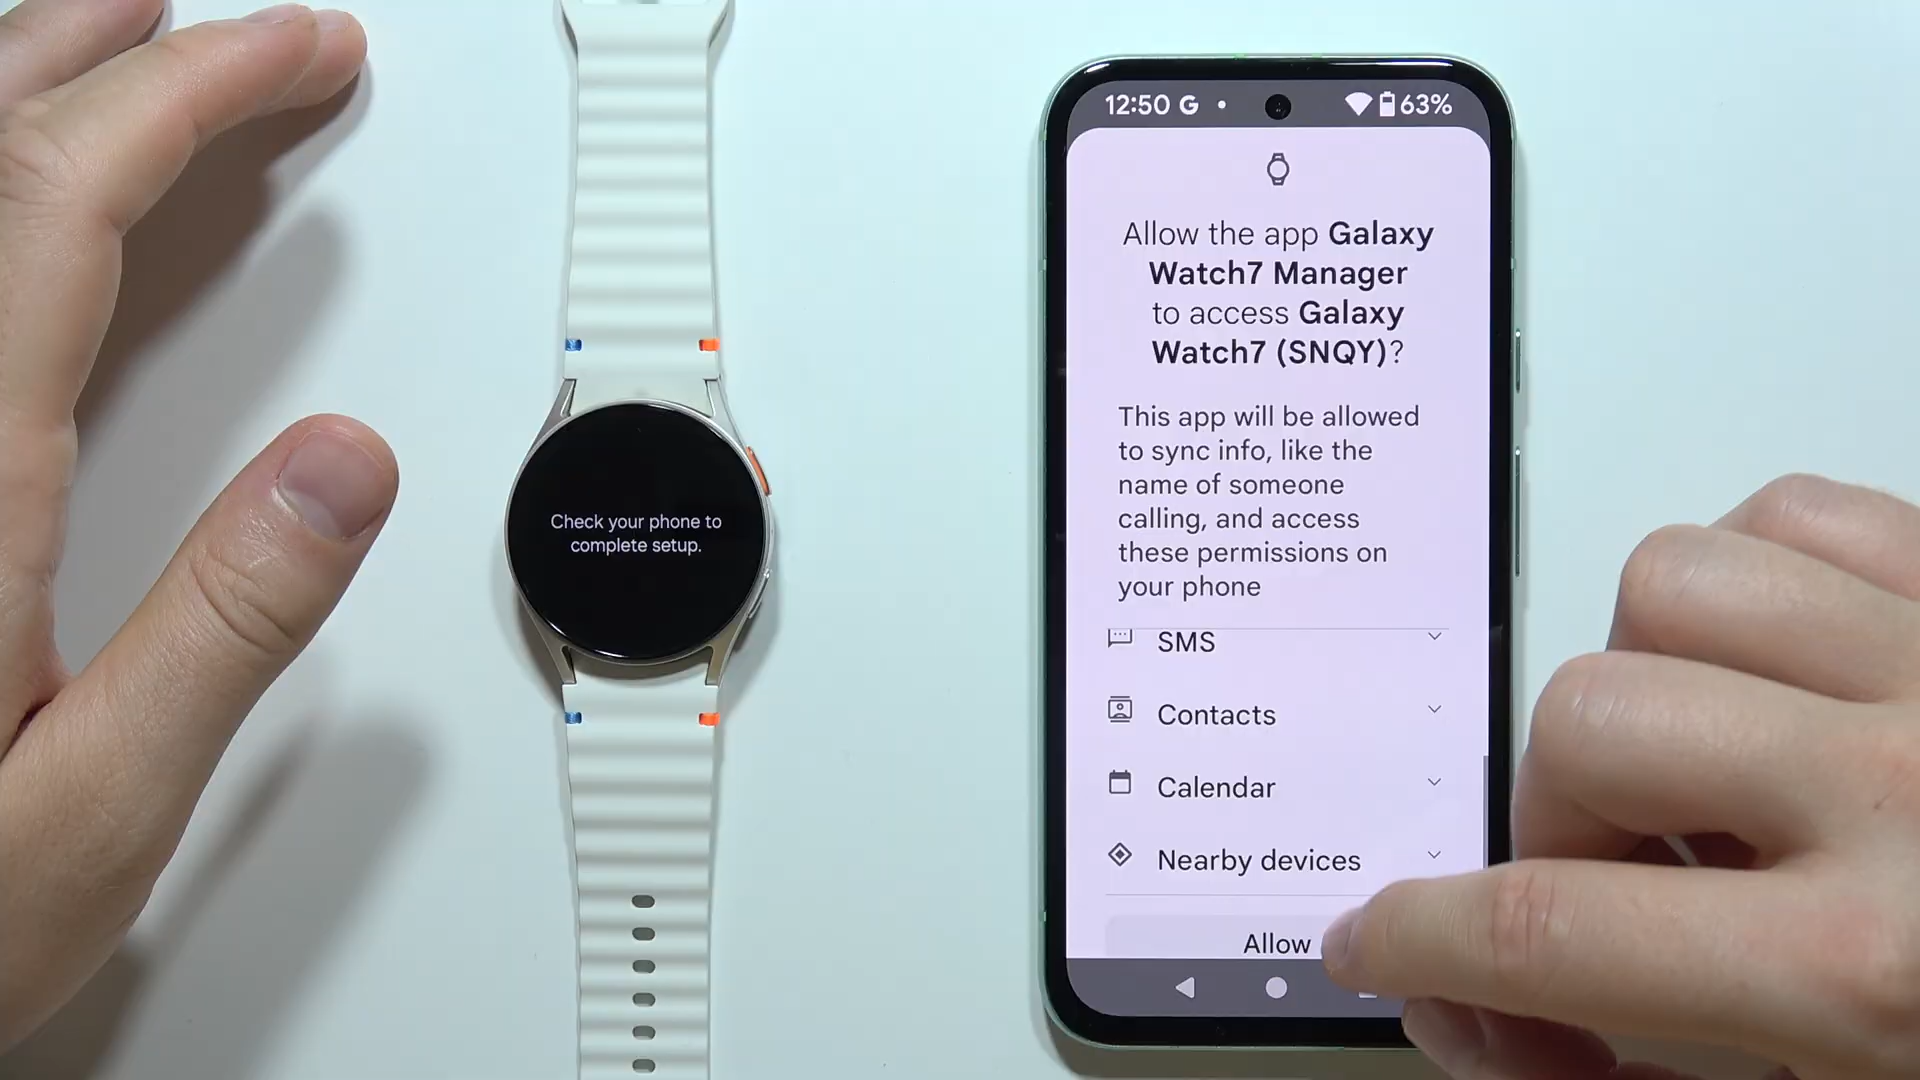 Check your phone to
complete setup.
12:50 G
63%
Allow the app Galaxy
Watch7 Manager
to access Galaxy
Watch7 (SNQY)?
This app will be allowed
to sync info, like the
name of someone
calling, and access
these permissions on
your phone
SMS
Contacts
Calendar
Nearby devices
Allow